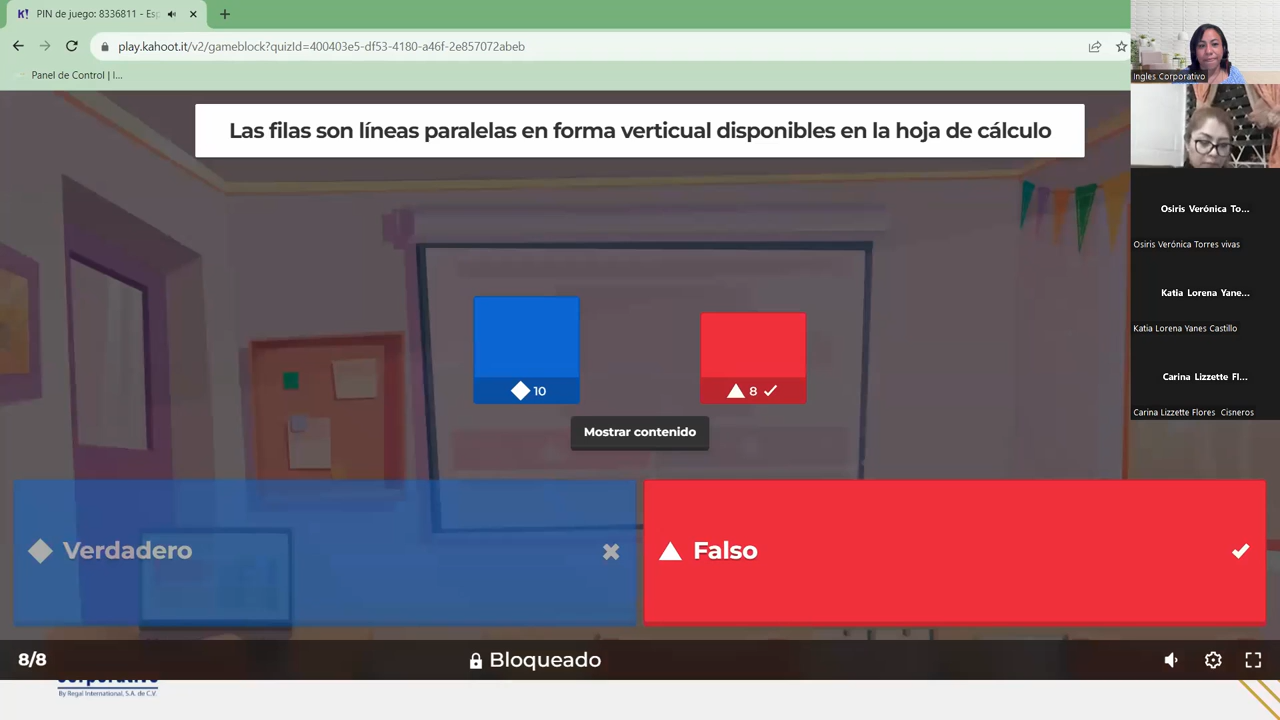 PIN de juego: 8336811 - Esp
play.kahoot.it/v2/gameblock?quizId=400403e5-df53-4180-a46f-2e857072abeb
Panel de Control | I...
Las filas son líneas paralelas en forma verticual disponibles en la hoja de cálculo
10
8
Mostrar contenido
Verdadero
Falso
8/8
Bloqueado
By Regal International, S.A. de C.V.
Ingles Corporativo
Osiris Verónica To...
Osiris Verónica Torres vivas
Katia Lorena Yane...
Katia Lorena Yanes Castillo
Carina Lizzette Fl...
Carina Lizzette Flores Cisneros